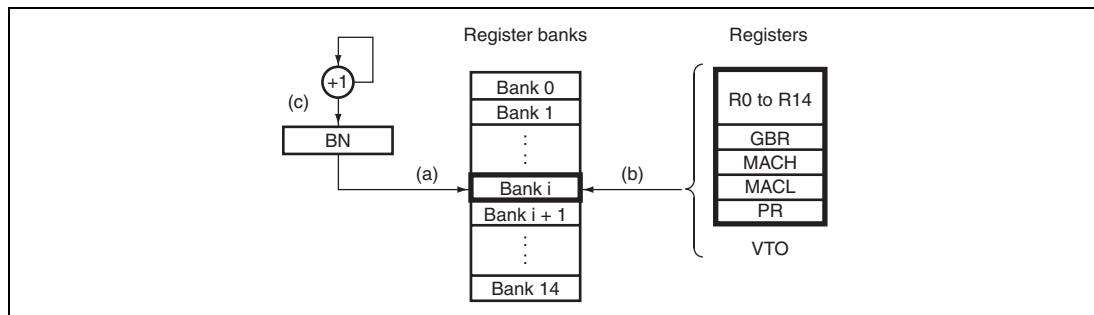 Register banks
Registers
+1
(c)
BN
(a)
Bank 0
Bank 1
Bank i
Bank i + 1
Bank 14
(b)
R0 to R14
GBR
MACH
MACL
PR
VTO